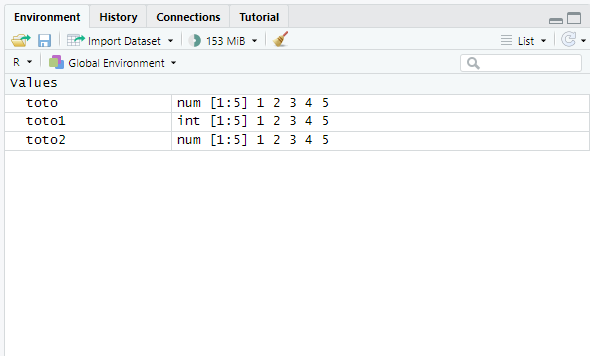 Environment History Connections Tutorial
Import Dataset 153 MiB List
R Global Environment
Values
toto num [1:5] 1 2 3 4 5
toto1 int [1:5] 1 2 3 4 5
toto2 num [1:5] 1 2 3 4 5